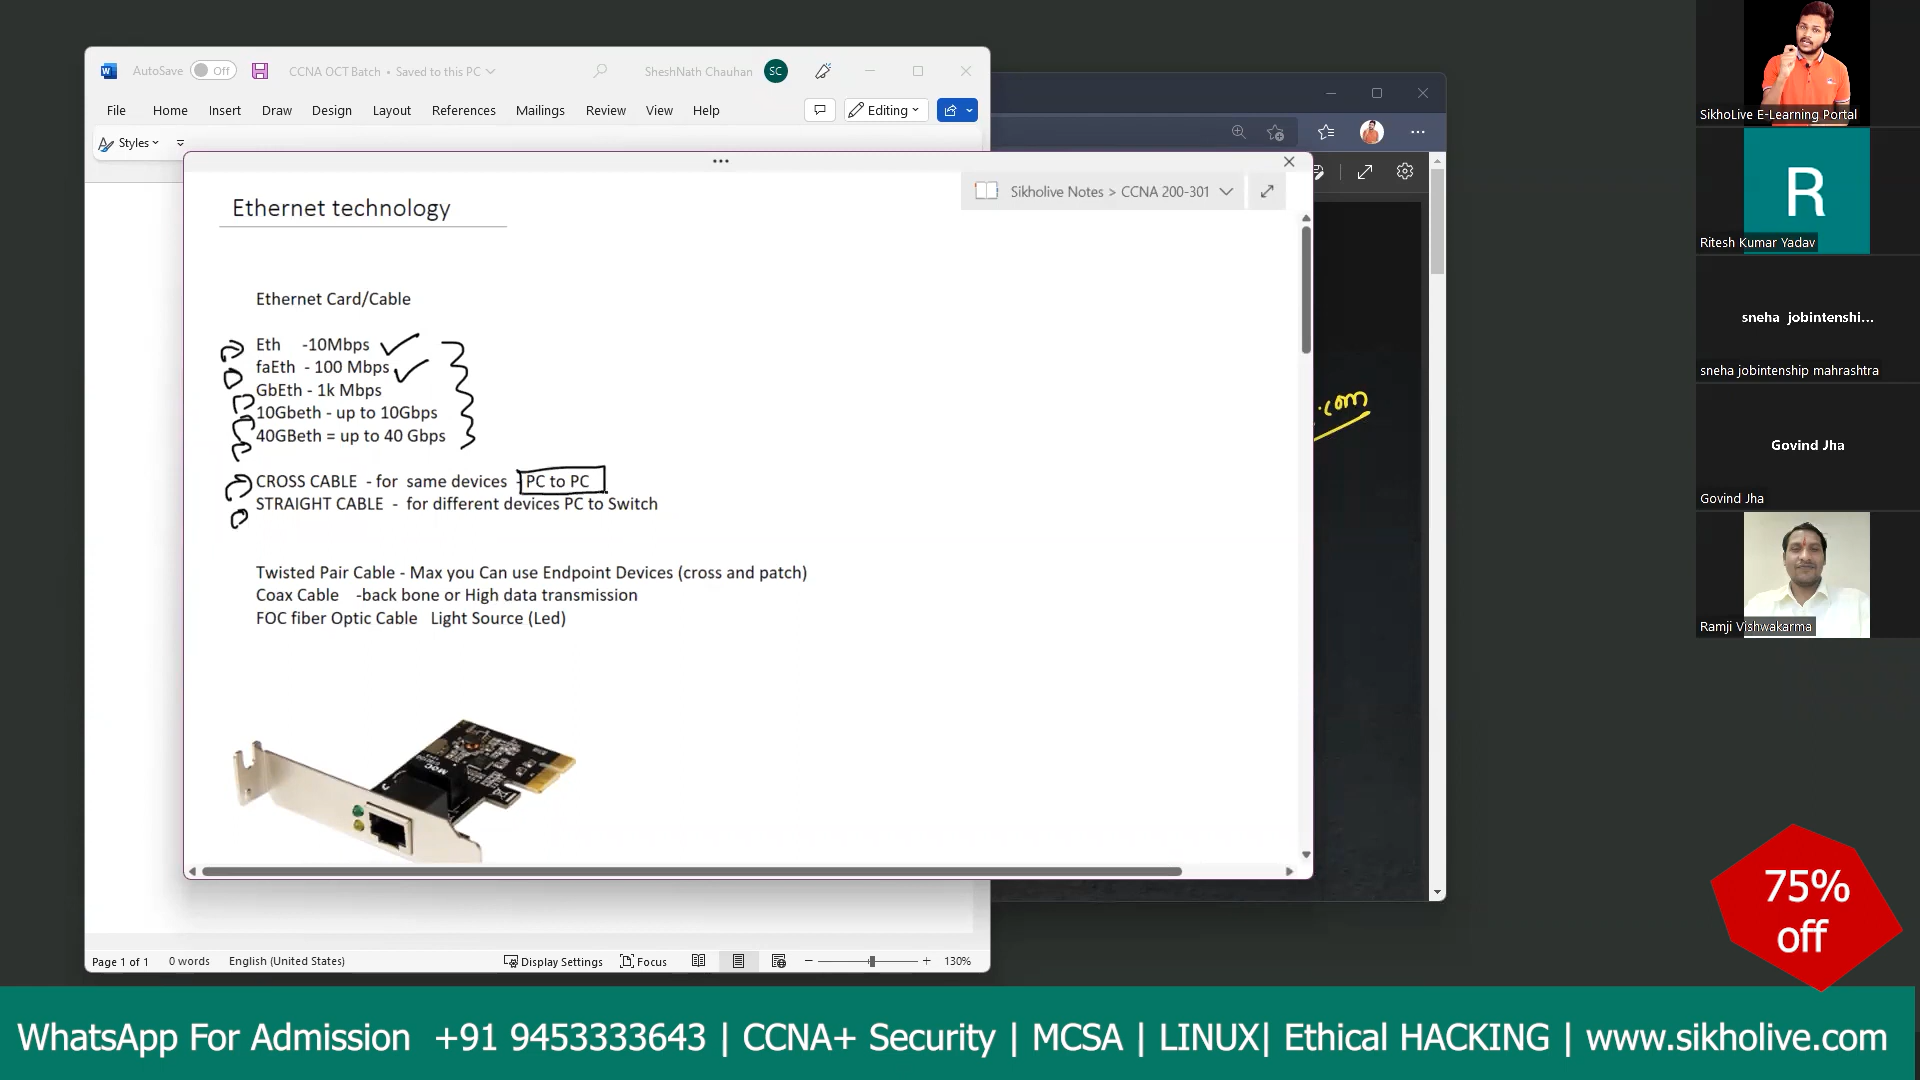 AutoSave Off CCNA OCT Batch • Saved to this PC SheshNath Chauhan SC
File Home Insert Draw Design Layout References Mailings Review View Help Editing
Styles
Sikholive Notes > CCNA 200-301
Ethernet technology
Ethernet Card/Cable
Eth -10Mbps
faEth - 100 Mbps
GbEth - 1k Mbps
10Gbeth - up to 10Gbps
40GBeth = up to 40 Gbps
.com
CROSS CABLE - for same devices - PC to PC
STRAIGHT CABLE - for different devices PC to Switch
Twisted Pair Cable - Max you Can use Endpoint Devices (cross and patch)
Coax Cable -back bone or High data transmission
FOC fiber Optic Cable Light Source (Led)
Page 1 of 1 0 words English (United States) Display Settings Focus 130%
SikhoLive E-Learning Portal
R
Ritesh Kumar Yadav
sneha jobintenshi...
sneha jobintenship mahrashtra
Govind Jha
Govind Jha
Ramji Vishwakarma
75%
off
WhatsApp For Admission +91 9453333643 | CCNA+ Security | MCSA | LINUX| Ethical HACKING | www.sikholive.com